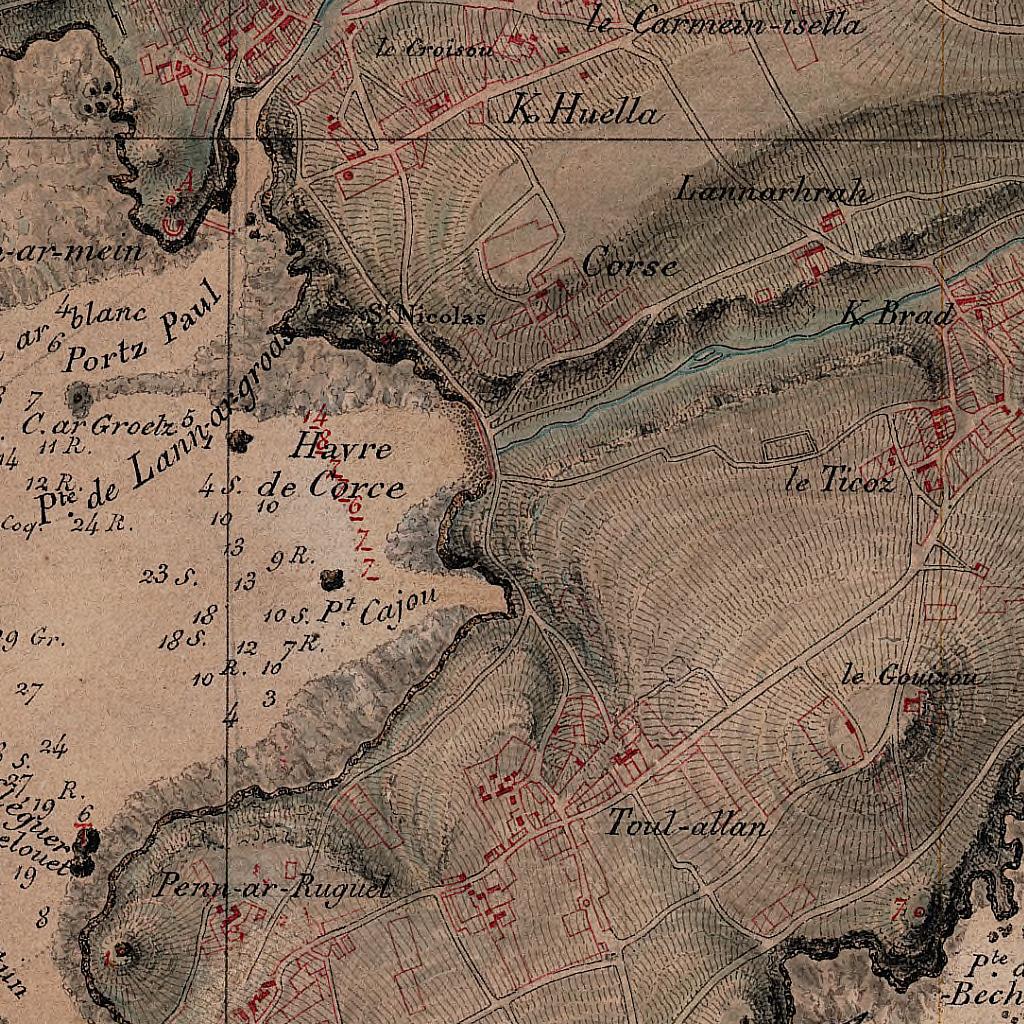 le Carmein-isella
le Croisou
K Huella
A
Lannarhrah
-ar-mein
Corse
4
blanc
ar
6
Portz Paul
St Nicolas
K Brad
7
C. ar Groelz
5
4
11 R.
14
14
8
Havre
de Corce
Pte. de Lann-ar-groas
12 R.
4 S.
10
6
le Ticoz
Coq.
24 R.
10
7
13
9 R.
7
23 S.
13
18
10 S.
Pt. Cajou
29 Gr.
18 S.
12
7 R.
10 R.
10
27
3
le Gouizou
4
24
S.
27
19
R.
6
Toul-allan
19
Penn-ar-Ruguel
8
Z
Pte d
-Bech